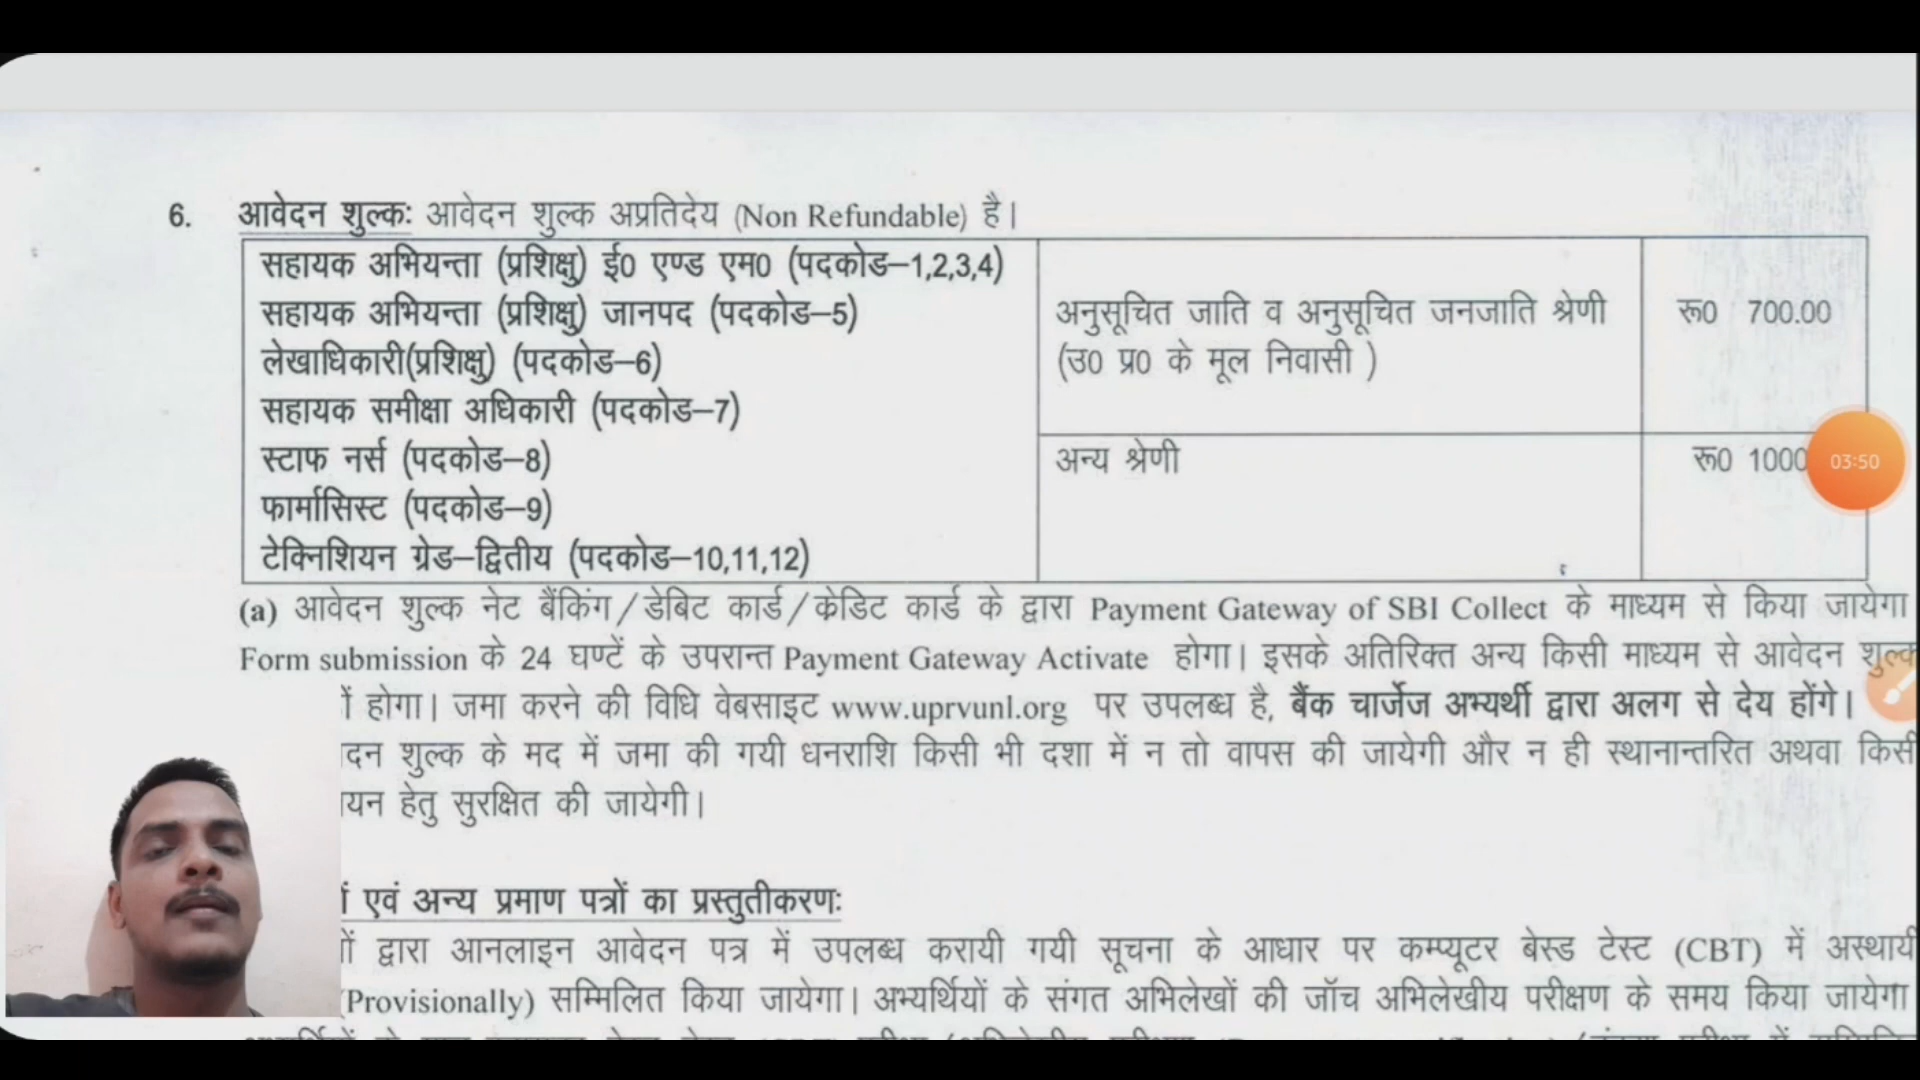 6. आवेदन शुल्कः आवेदन शुल्क अप्रतिदेय (Non Refundable) है।
सहायक अभियन्ता (प्रशिक्षु) ई0 एण्ड एम0 (पदकोड–1,2,3,4)
सहायक अभियन्ता (प्रशिक्षु) जानपद (पदकोड–5)
लेखाधिकारी(प्रशिक्षु) (पदकोड–6)
सहायक समीक्षा अधिकारी (पदकोड–7)
स्टाफ नर्स (पदकोड–8)
फार्मासिस्ट (पदकोड–9)
टेक्निशियन ग्रेड–द्वितीय (पदकोड–10,11,12)
अनुसूचित जाति व अनुसूचित जनजाति श्रेणी
(उ0 प्र0 के मूल निवासी )
रू0 700.00
अन्य श्रेणी
रू0 1000
03:50
(a) आवेदन शुल्क नेट बैंकिंग/डेबिट कार्ड/क्रेडिट कार्ड के द्वारा Payment Gateway of SBI Collect के माध्यम से किया जायेगा
Form submission के 24 घण्टें के उपरान्त Payment Gateway Activate होगा। इसके अतिरिक्त अन्य किसी माध्यम से आवेदन शुल्क
होगा। जमा करने की विधि वेबसाइट www.uprvunl.org पर उपलब्ध है, बैंक चार्जेज अभ्यर्थी द्वारा अलग से देय होंगे।
दन शुल्क के मद में जमा की गयी धनराशि किसी भी दशा में न तो वापस की जायेगी और न ही स्थानान्तरित अथवा किसी
यन हेतु सुरक्षित की जायेगी।
एवं अन्य प्रमाण पत्रों का प्रस्तुतीकरणः
द्वारा आनलाइन आवेदन पत्र में उपलब्ध करायी गयी सूचना के आधार पर कम्प्यूटर बेस्ड टेस्ट (CBT) में अस्थायी
(Provisionally) सम्मिलित किया जायेगा। अभ्यर्थियों के संगत अभिलेखों की जॉच अभिलेखीय परीक्षण के समय किया जायेगा